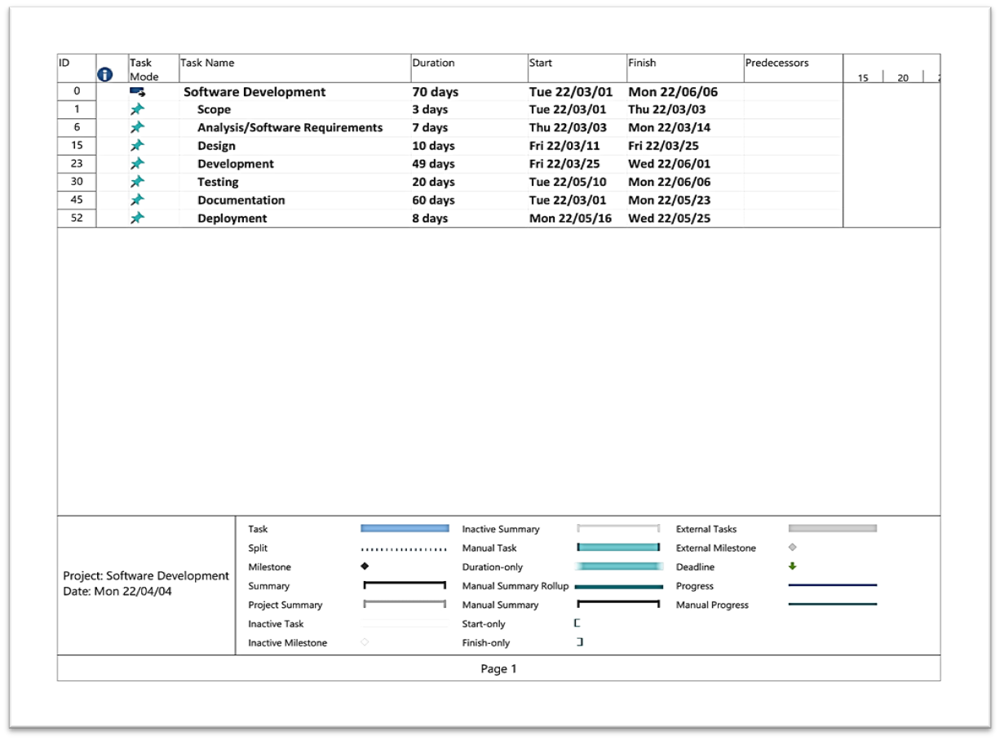 ID Task Mode Task Name Duration Start Finish Predecessors 15 20
0 Software Development 70 days Tue 22/03/01 Mon 22/06/06
1 Scope 3 days Tue 22/03/01 Thu 22/03/03
6 Analysis/Software Requirements 7 days Thu 22/03/03 Mon 22/03/14
15 Design 10 days Fri 22/03/11 Fri 22/03/25
23 Development 49 days Fri 22/03/25 Wed 22/06/01
30 Testing 20 days Tue 22/05/10 Mon 22/06/06
45 Documentation 60 days Tue 22/03/01 Mon 22/05/23
52 Deployment 8 days Mon 22/05/16 Wed 22/05/25
Project: Software Development
Date: Mon 22/04/04
Task Inactive Summary External Tasks
Split Manual Task External Milestone
Milestone Duration-only Deadline
Summary Manual Summary Rollup Progress
Project Summary Manual Summary Manual Progress
Inactive Task Start-only
Inactive Milestone Finish-only
Page 1